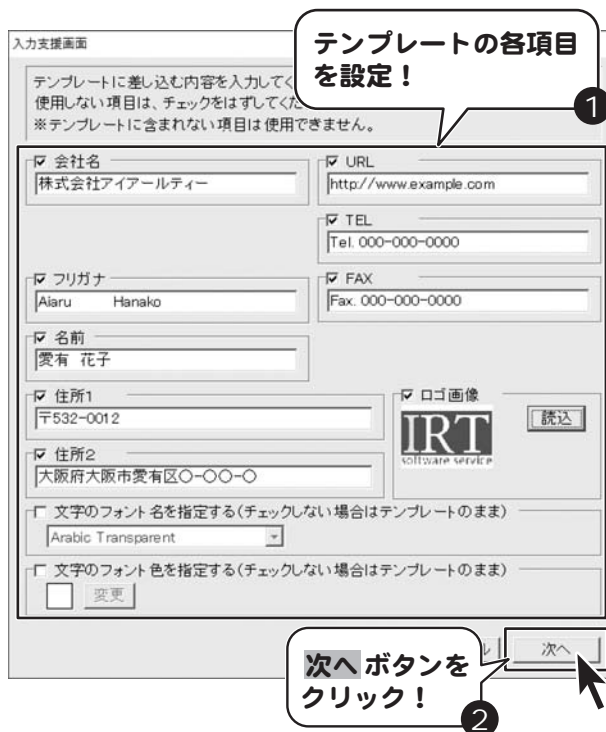 テンプレートの各項目
を設定！
1
入力支援画面
テンプレートに差し込む内容を入力してく
使用しない項目は、チェックをはずしてくだ
※テンプレートに含まれない項目は使用できません。
会社名
株式会社アイアールティー
URL
http://www.example.com
TEL
Tel. 000-000-0000
フリガナ
Aiaru Hanako
FAX
Fax. 000-000-0000
名前
愛有 花子
住所1
〒532-0012
ロゴ画像
IRT
software service
読込
住所2
大阪府大阪市愛有区〇-〇〇-〇
文字のフォント名を指定する(チェックしない場合はテンプレートのまま)
Arabic Transparent
文字のフォント色を指定する(チェックしない場合はテンプレートのまま)
変更
ル
次へ
次へ ボタンを
クリック！
2